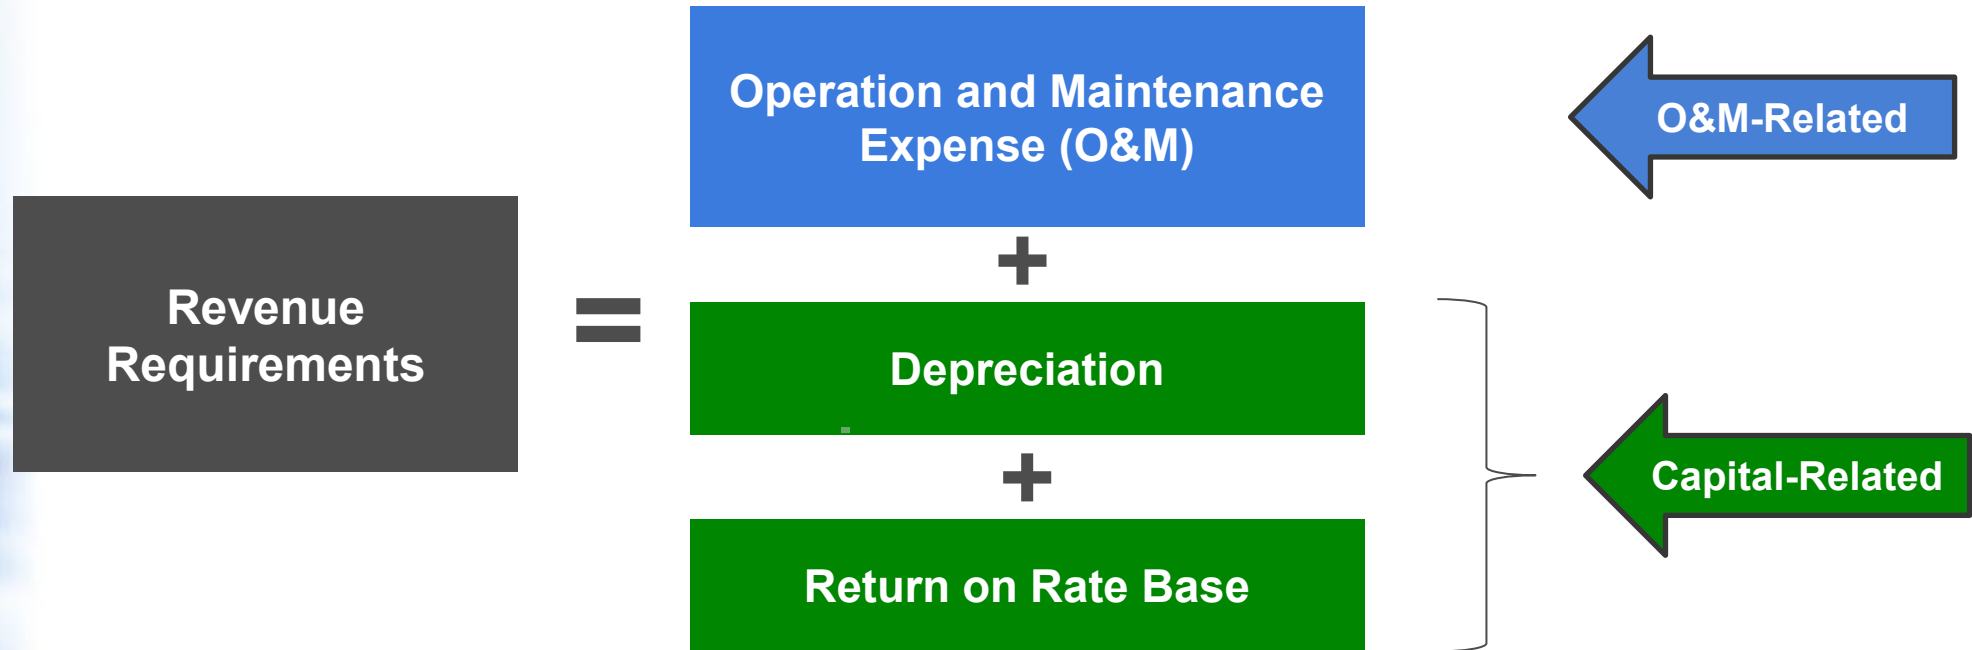 Operation and Maintenance
Expense (O&M)
O&M-Related
+
Revenue
Requirements
=
Depreciation
+
Capital-Related
Return on Rate Base